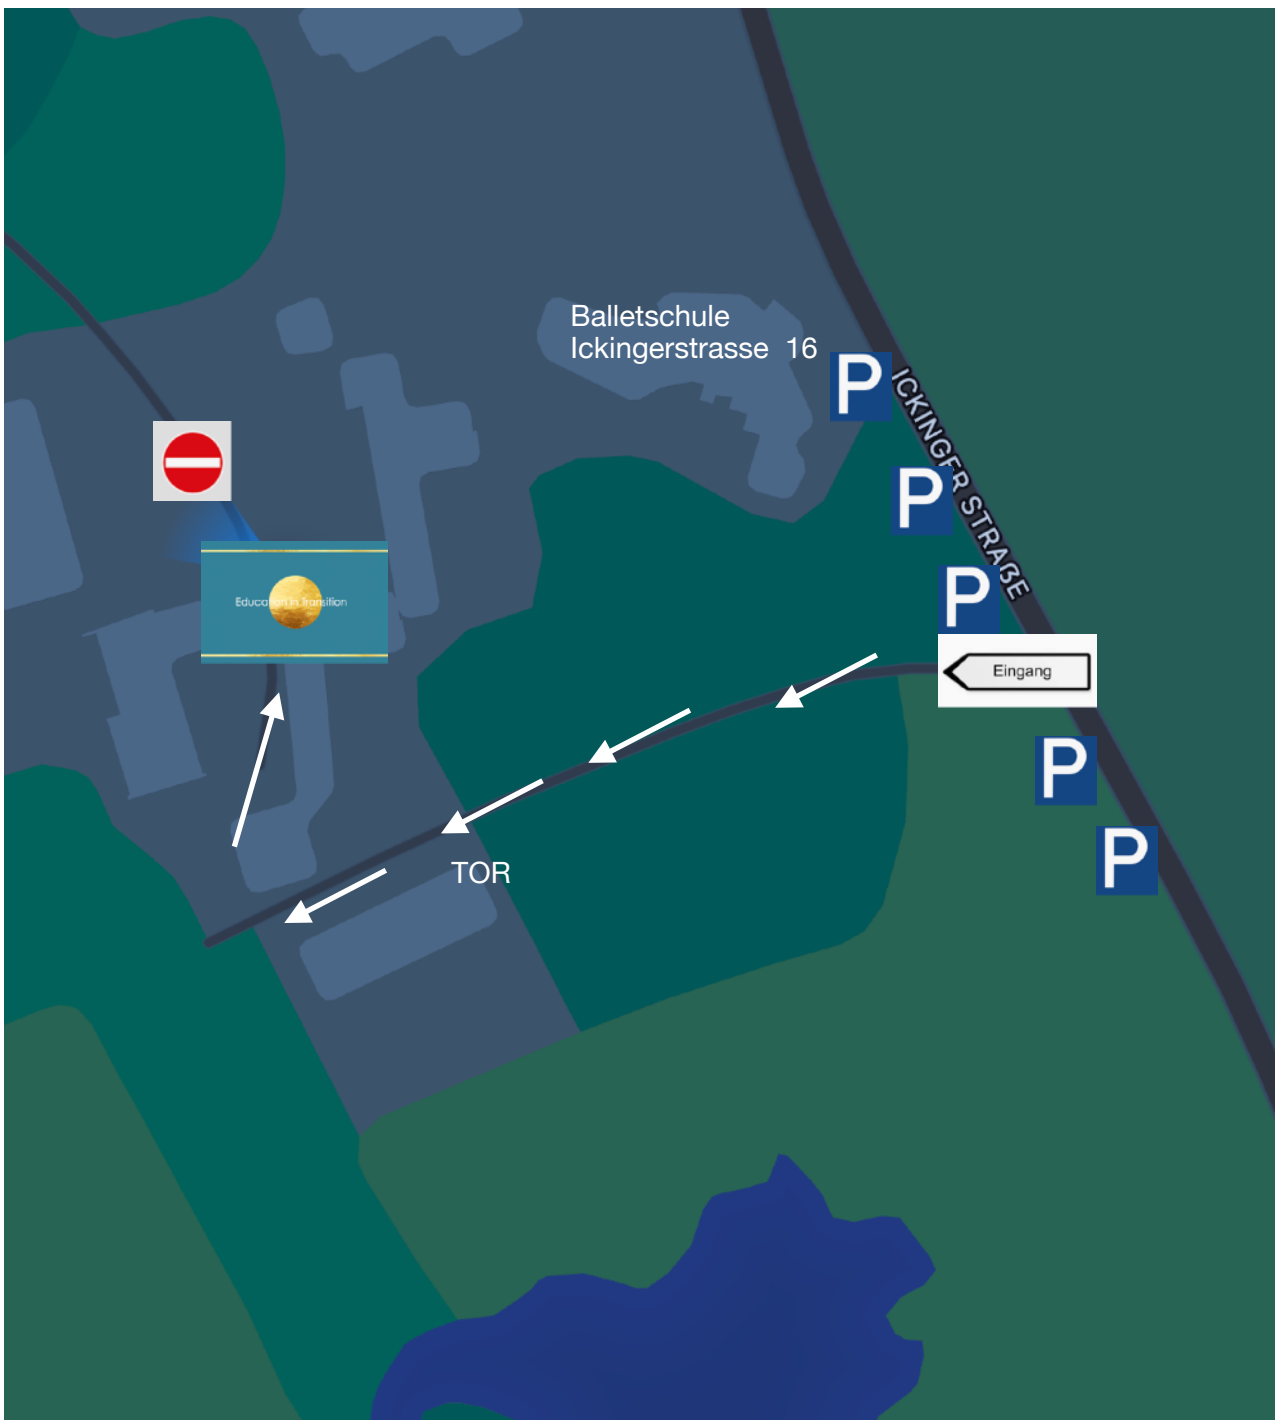 Balletschule
Ickingerstrasse 16
P
ICKINGER STRAẞE
P
P
Education in Transition
Eingang
P
P
TOR